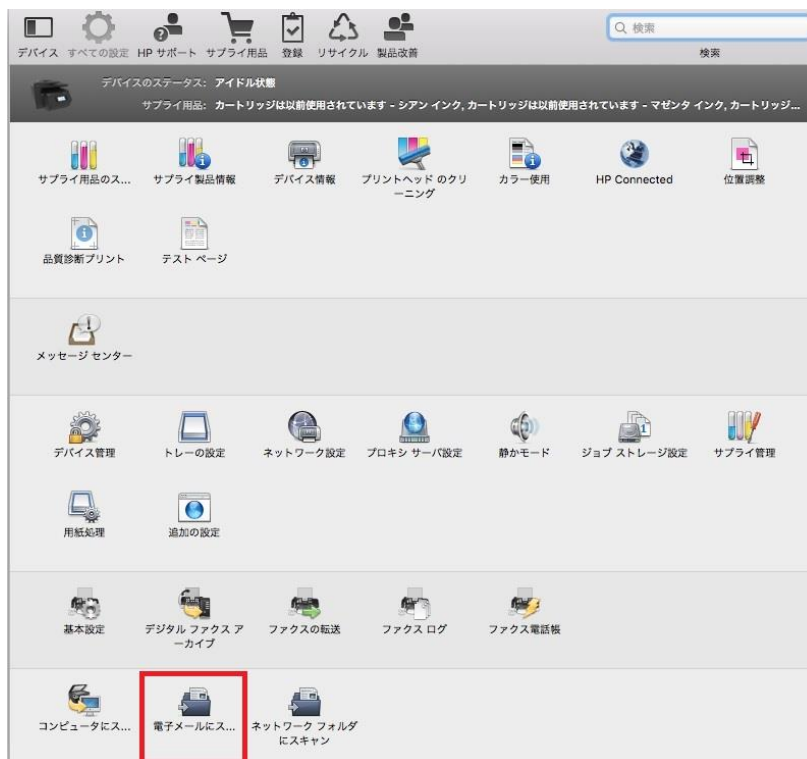 デバイス すべての設定 HP サポート サプライ用品 登録 リサイクル 製品改善
検索
検索
デバイスのステータス: アイドル状態
サプライ用品: カートリッジは以前使用されています - シアン インク, カートリッジは以前使用されています - マゼンタ インク, カートリッジ...
サプライ用品のス... サプライ製品情報 デバイス情報 プリントヘッド のクリ カラー使用 HP Connected 位置調整
ーニング
品質診断プリント テスト ページ
メッセージ センター
デバイス管理 トレーの設定 ネットワーク設定 プロキシ サーバ設定 静かモード ジョブ ストレージ設定 サプライ管理
用紙処理 追加の設定
基本設定 デジタル ファクス ア ファクスの転送 ファクス ログ ファクス電話帳
ーカイブ
コンピュータにス... 電子メールにス... ネットワーク フォルダ
にスキャン